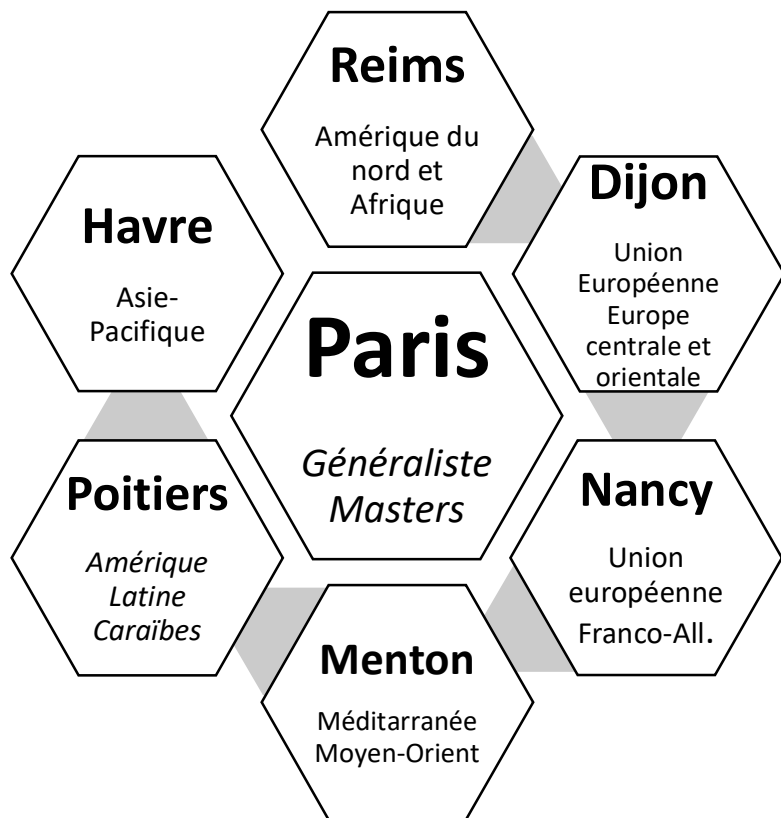 Reims
Amérique du
nord et
Afrique
Dijon
Union
Européenne
Europe
centrale et
orientale
Havre
Asie-
Pacifique
Paris
Généraliste
Masters
Poitiers
Amérique
Latine
Caraïbes
Nancy
Union
européenne
Franco-All.
Menton
Méditarranée
Moyen-Orient